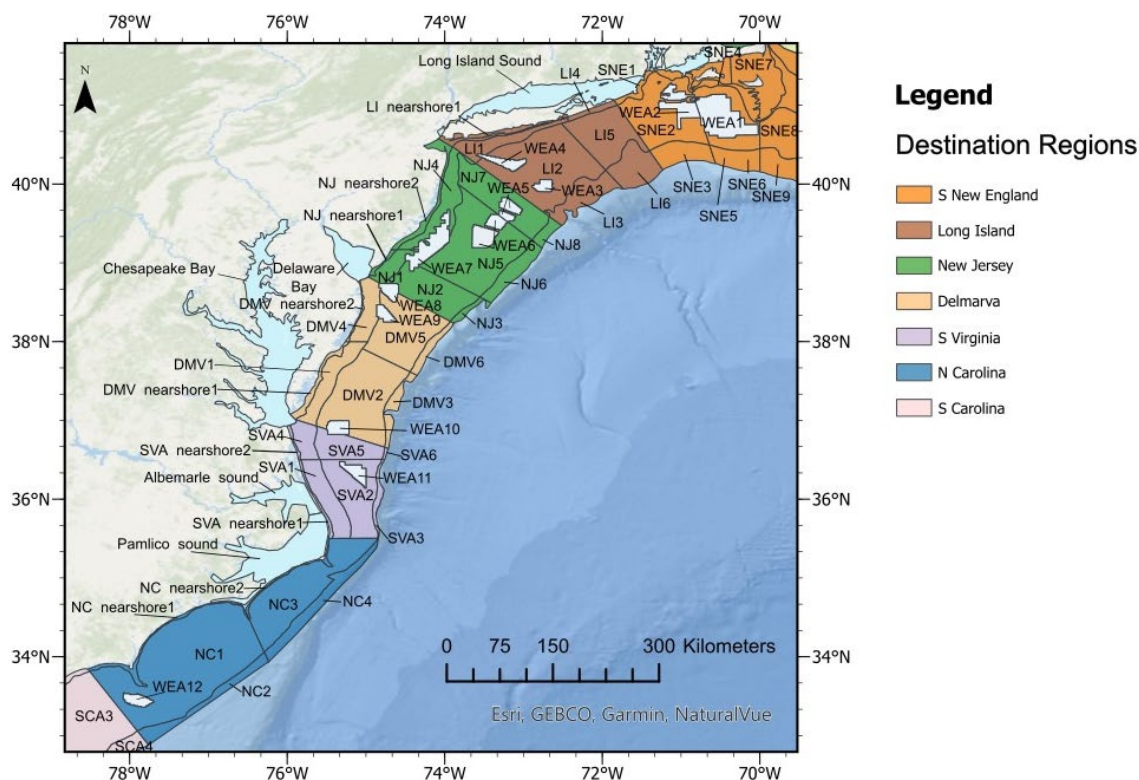 78°W 76°W 74°W 72°W 70°W
N
Long Island Sound
SNE1
LI4
SNE4
SNE7
LI nearshore1
WEA2
WEA1
SNE2
SNE8
LI5
LI1
WEA4
LI2
NJ4
NJ7
40°N
40°N
NJ nearshore2
WEA5
WEA3
SNE3
SNE6
SNE9
SNE5
LI6
LI3
NJ nearshore1
WEA6
NJ8
Chesapeake Bay
Delaware
Bay
WEA7
NJ5
NJ1
NJ2
NJ6
DMV nearshore2
WEA8
WEA9
NJ3
DMV4
DMV5
38°N
38°N
DMV1
DMV6
DMV nearshore1
DMV2
DMV3
WEA10
SVA4
SVA nearshore2
SVA5
SVA6
SVA1
WEA11
Albemarle sound
SVA2
36°N
36°N
SVA nearshore1
SVA3
Pamlico sound
NC nearshore2
NC3
NC4
NC nearshore1
NC1
34°N
34°N
WEA12
NC2
SCA3
SCA4
0 75 150 300 Kilometers
Esri, GEBCO, Garmin, NaturalVue
78°W 76°W 74°W 72°W 70°W
Legend
Destination Regions
S New England
Long Island
New Jersey
Delmarva
S Virginia
N Carolina
S Carolina